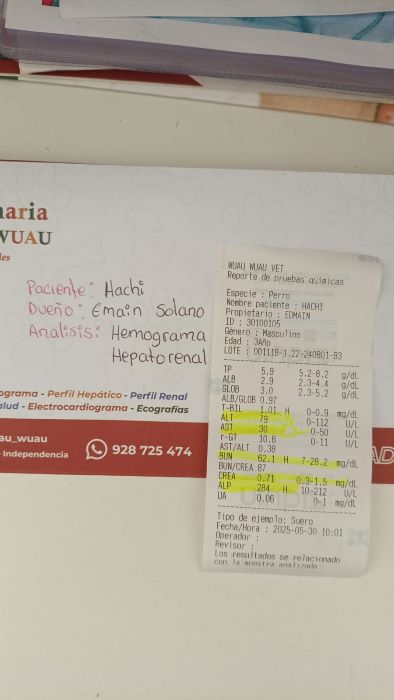 naria
WUAU
les
Paciente: Hachi
Dueño: Emain Solano
Analisis: Hemograma
Hepatorenal
ograma - Perfil Hepático - Perfil Renal
alud - Electrocardiograma - Ecografías
au_wuau
Independencia
928 725 474
AD
WUAU WUAU VET
Reporte de pruebas químicas
Especie : Perro
Nombre paciente : HACHI
Propietario : EDMAIN
ID : 30100105
Género : Masculino
Edad : 3Año
LOTE : 001118-1.22-240801-83
TP 5.9 5.2-8.2 g/dL
ALB 2.9 2.3-4.4 g/dL
GLOB 3.0 2.3-5.2 g/dL
ALB/GLOB 0.97
T-BIL 1.01 H 0-0.9 mg/dL
ALT 79 0-112 U/L
AST 30 0-50 U/L
r-GT 10.6 0-11 U/L
AST/ALT 0.38
BUN 62.1 H 7-28.2 mg/dL
BUN/CREA 87
CREA 0.71 0.3-1.5 mg/dL
ALP 284 H 10-212 U/L
UA 0.06 0-1 mg/dL
Tipo de ejemplo: Suero
Fecha/Hora : 2025-05-30 10:01
Operador :
Revisor :
Los resultados se relacionado
con la muestra analizada